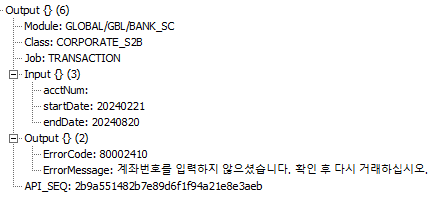 Output {} (6)
Module: GLOBAL/GBL/BANK_SC
Class: CORPORATE_S2B
Job: TRANSACTION
Input {} (3)
acctNum:
startDate: 20240221
endDate: 20240820
Output {} (2)
ErrorCode: 80002410
ErrorMessage: 계좌번호를 입력하지 않으셨습니다. 확인 후 다시 거래하십시오.
API_SEQ: 2b9a551482b7e89d6f1f94a21e8e3aeb